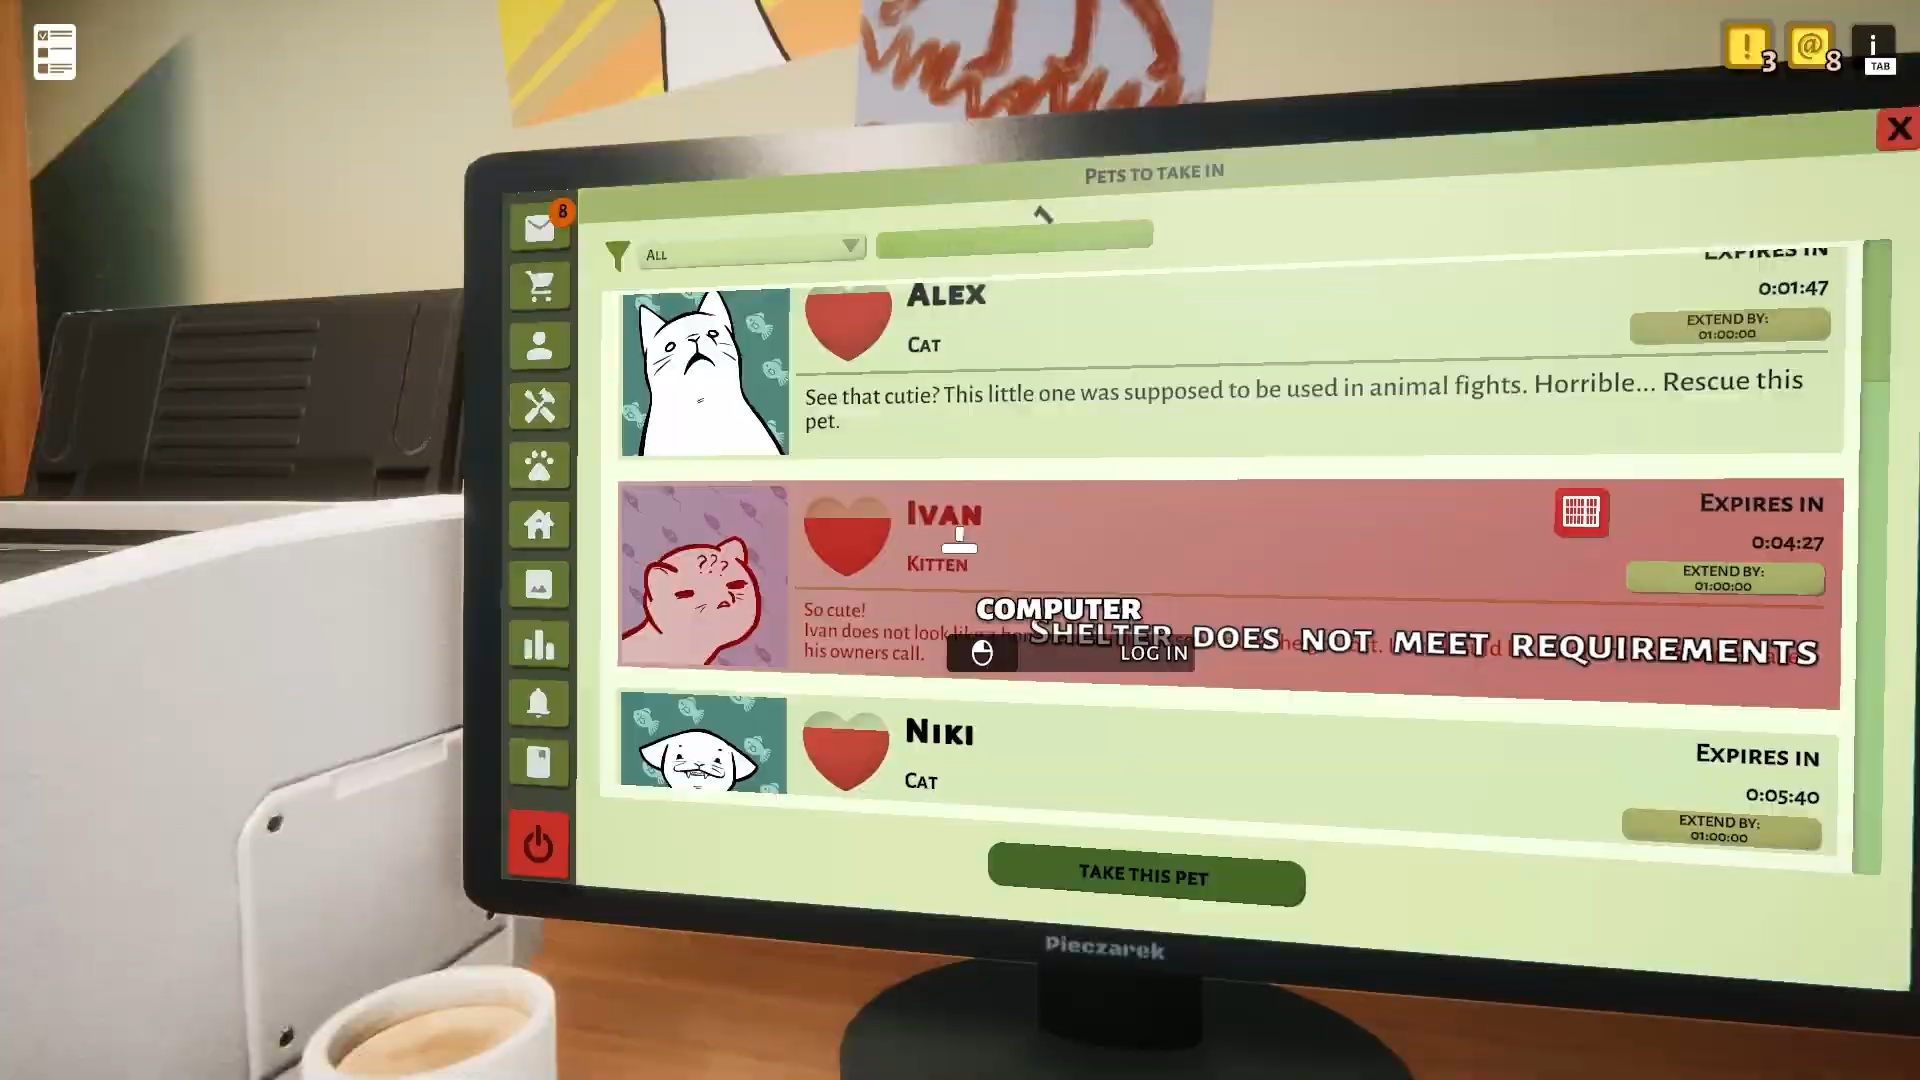 3
8
i
TAB
X
PETS TO TAKE IN
8
ALL
EXPIRES IN
ALEX
0:01:47
CAT
EXTEND BY:
01:00:00
See that cutie? This little one was supposed to be used in animal fights. Horrible... Rescue this
pet.
IVAN
EXPIRES IN
0:04:27
KITTEN
EXTEND BY:
01:00:00
???
So cute!
Ivan does not look like a
his owners call.
COMPUTER
SHELTER DOES NOT MEET REQUIREMENTS
LOG IN
NIKI
EXPIRES IN
CAT
0:05:40
EXTEND BY:
01:00:00
TAKE THIS PET
Pieczarek